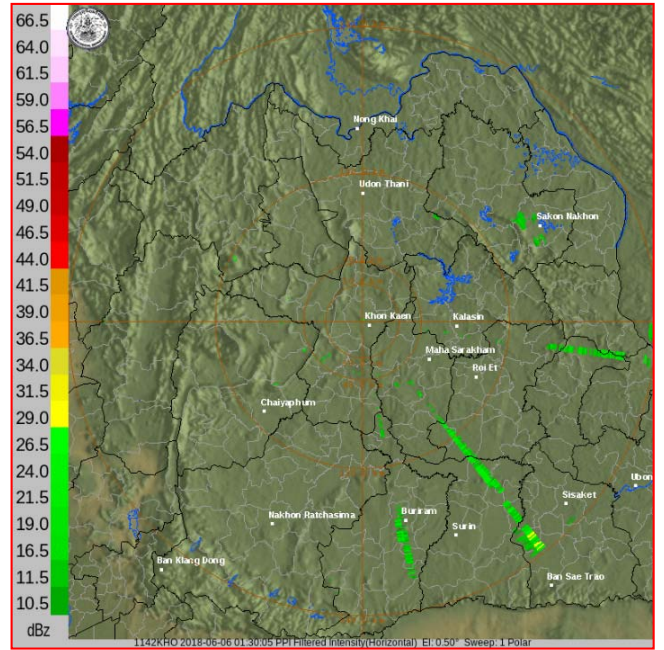 66.5
64.0
61.5
59.0
56.5
54.0
51.5
49.0
46.5
44.0
41.5
39.0
36.5
34.0
31.5
29.0
26.5
24.0
21.5
19.0
16.5
11.5
10.5
dBz
Nong Khai
Udon Thani
Sakon Nakhon
Khon Kaen
Kalasin
Maha Sarakham
Roi Et
Chaiyaphum
Sisaket
Ubon
Nakhon Ratchasima
Buriram
Surin
Ban Klang Dong
Ban Sae Trao
1142KHO 2018-06-06 01:30:05 PPI Filtered Intensity(Horizontal) El: 0.50° Sweep: 1 Polar